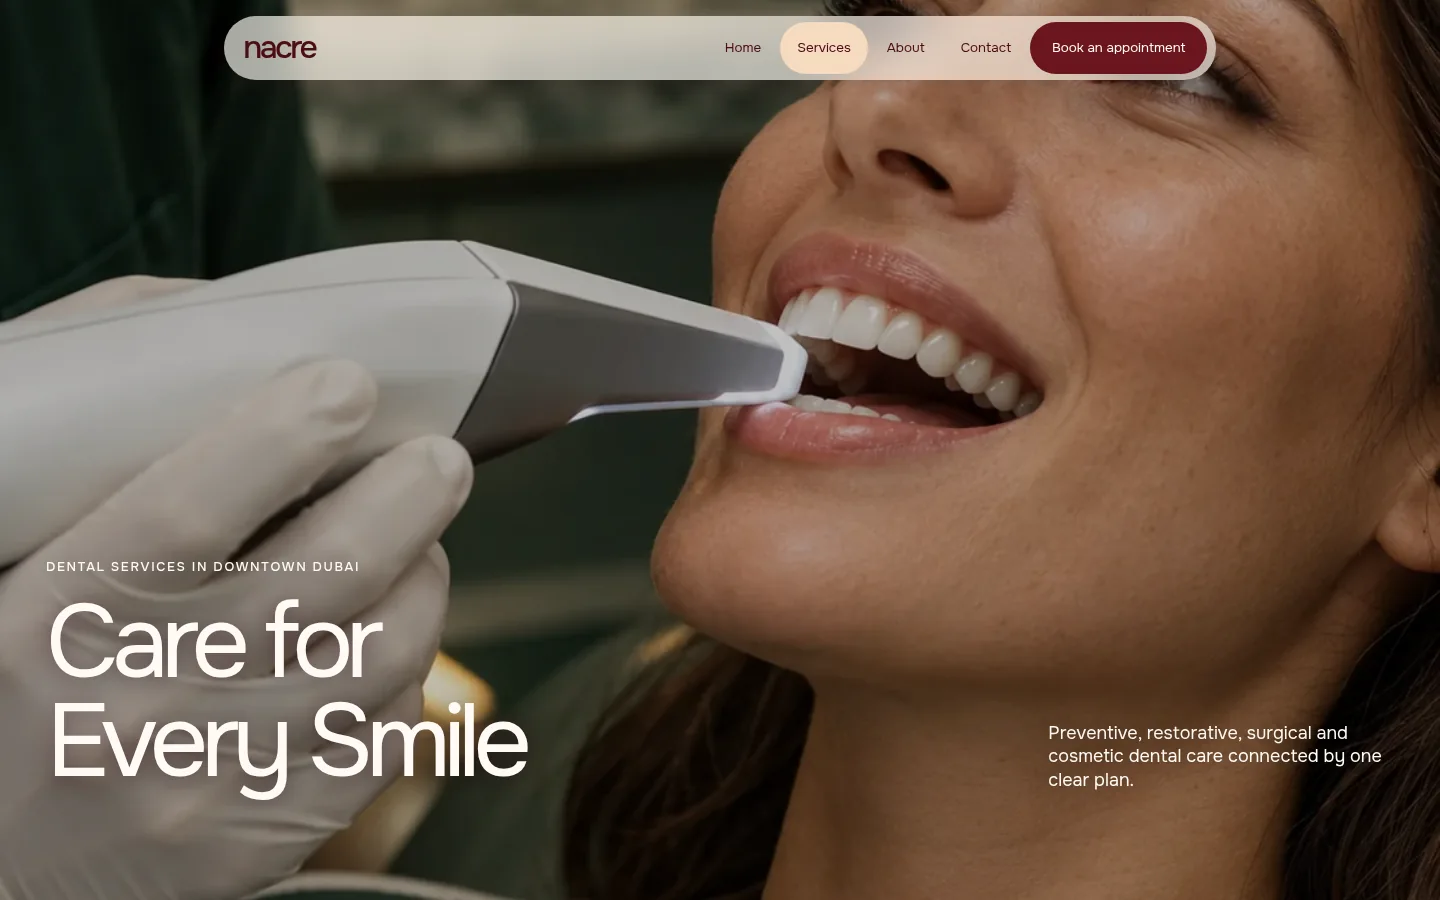 nacre
Home
Services
About
Contact
Book an appointment
DENTAL SERVICES IN DOWNTOWN DUBAI
Care for
Every Smile
Preventive, restorative, surgical and
cosmetic dental care connected by one
clear plan.